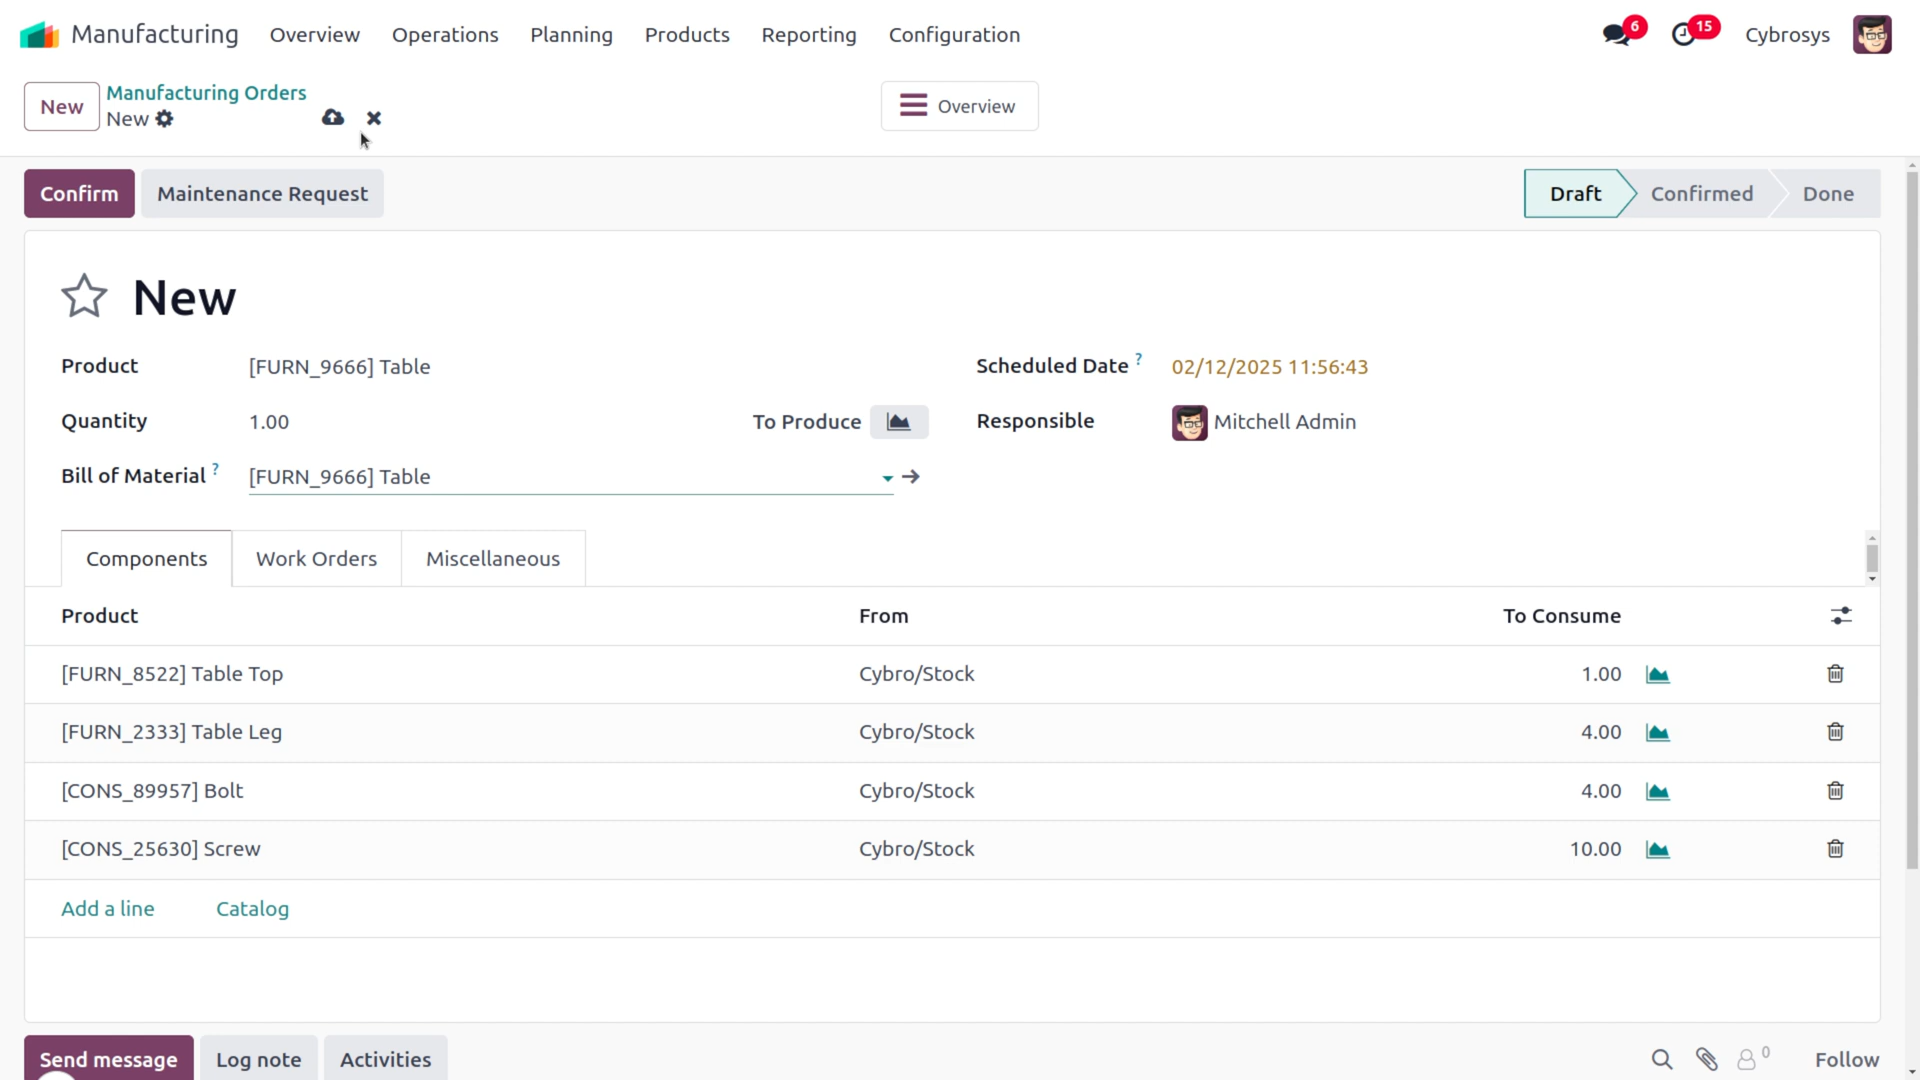 Manufacturing Overview Operations Planning Products Reporting Configuration 6 15 Cybrosys
New Manufacturing Orders
New
Overview
Confirm Maintenance Request Draft Confirmed Done
New
Product [FURN_9666] Table Scheduled Date ? 02/12/2025 11:56:43
Quantity 1.00 To Produce Responsible Mitchell Admin
Bill of Material ? [FURN_9666] Table
Components Work Orders Miscellaneous
Product From To Consume
[FURN_8522] Table Top Cybro/Stock 1.00
[FURN_2333] Table Leg Cybro/Stock 4.00
[CONS_89957] Bolt Cybro/Stock 4.00
[CONS_25630] Screw Cybro/Stock 10.00
Add a line Catalog
Send message Log note Activities 0 Follow